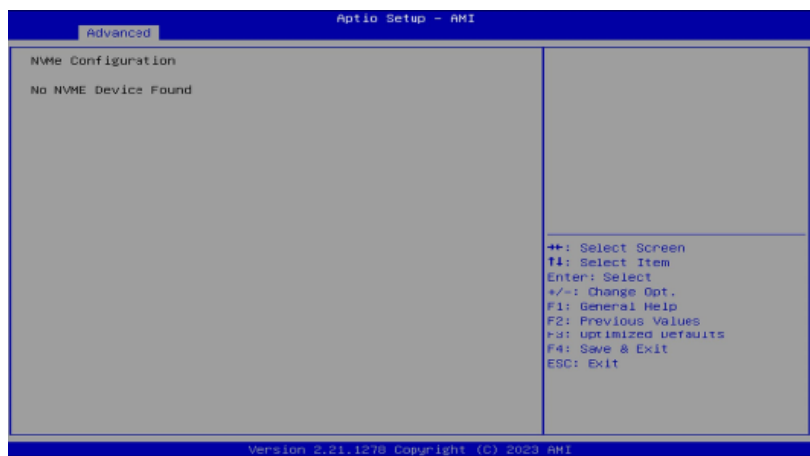 Aptio Setup - AMI
Advanced
NVMe Configuration
No NVME Device Found
→←: Select Screen
↑↓: Select Item
Enter: Select
+/-: Change Opt.
F1: General Help
F2: Previous Values
F3: Optimized Defaults
F4: Save & Exit
ESC: Exit
Version 2.21.1278 Copyright (C) 2023 AMI